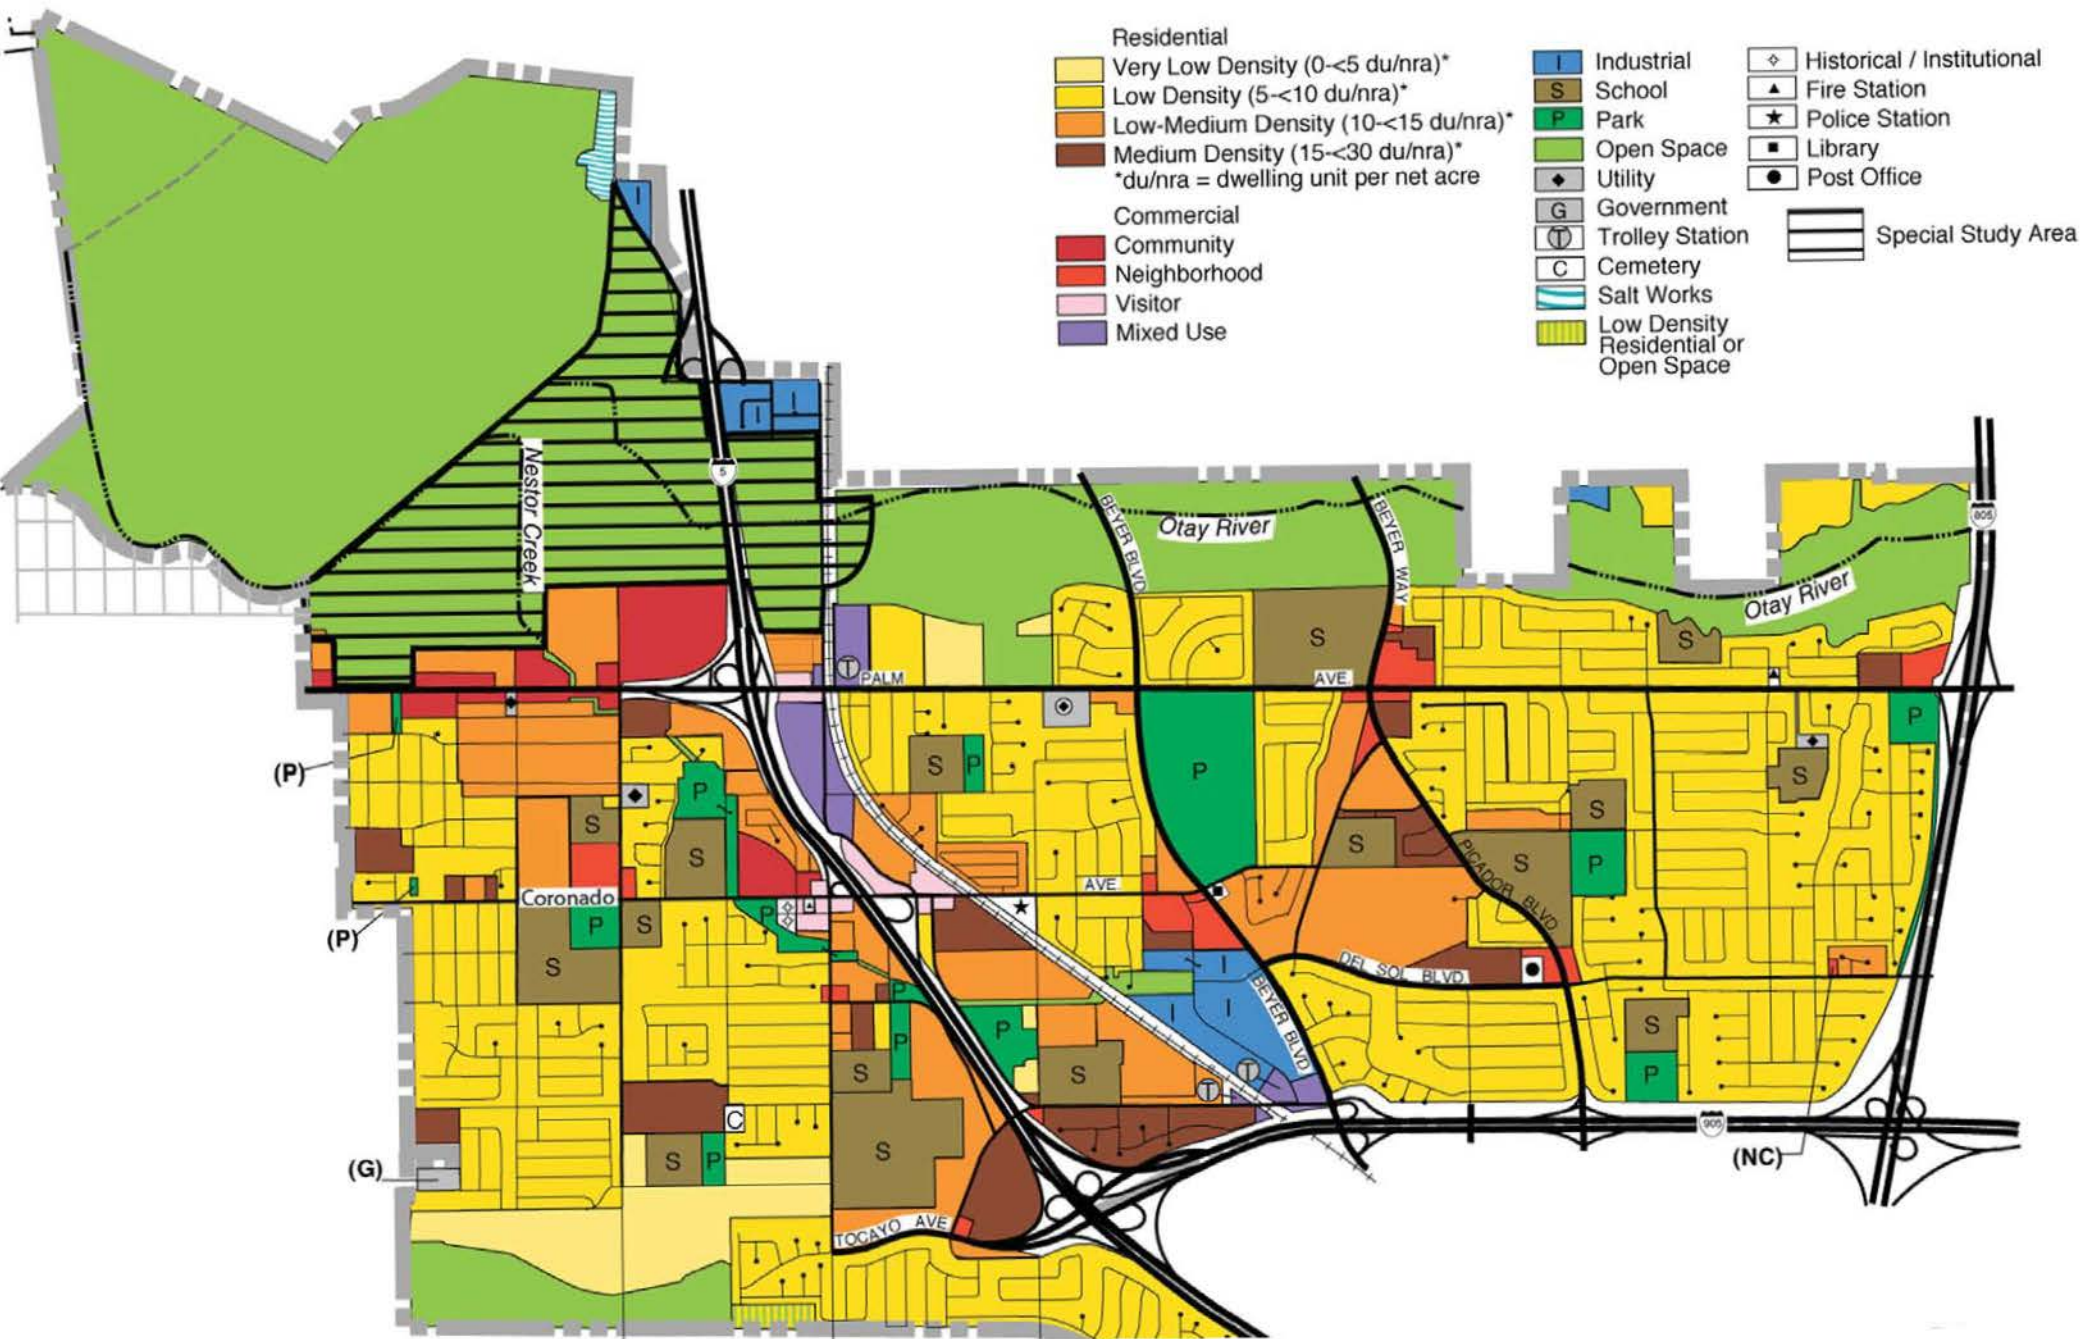 Residential
Very Low Density (0-<5 du/nra)*
Low Density (5-<10 du/nra)*
Low-Medium Density (10-<15 du/nra)*
Medium Density (15-<30 du/nra)*
*du/nra = dwelling unit per net acre
Commercial
Community
Neighborhood
Visitor
Mixed Use
I Industrial
S School
P Park
Open Space
Utility
G Government
T Trolley Station
C Cemetery
Salt Works
Low Density
Residential or
Open Space
Historical / Institutional
Fire Station
Police Station
Library
Post Office
Special Study Area
I
I
I
5
Nestor Creek
BEYER BLVD
Otay River
BEYER WAY
805
Otay River
S
S
T
PALM
AVE.
P
(P)
S
P
P
S
S
P
S
S
S
S
S
P
PICADOR BLVD
Coronado
AVE.
P
S
P
(P)
S
I
DEL SOL BLVD
BEYER BLVD
P
I
I
P
P
S
S
S
T
T
P
C
905
(NC)
S
P
S
(G)
TOCAYO AVE